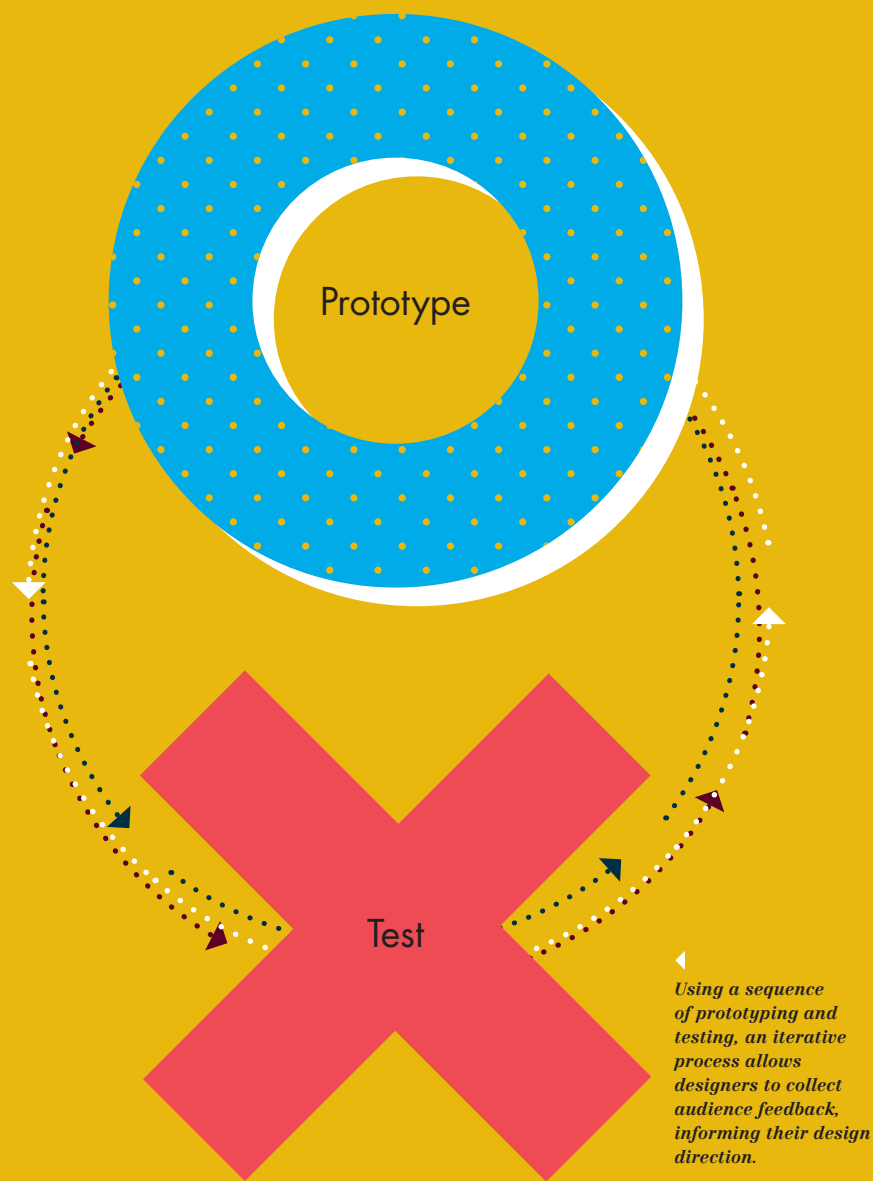 Prototype
Test
Using a sequence
of prototyping and
testing, an iterative
process allows
designers to collect
audience feedback,
informing their design
direction.